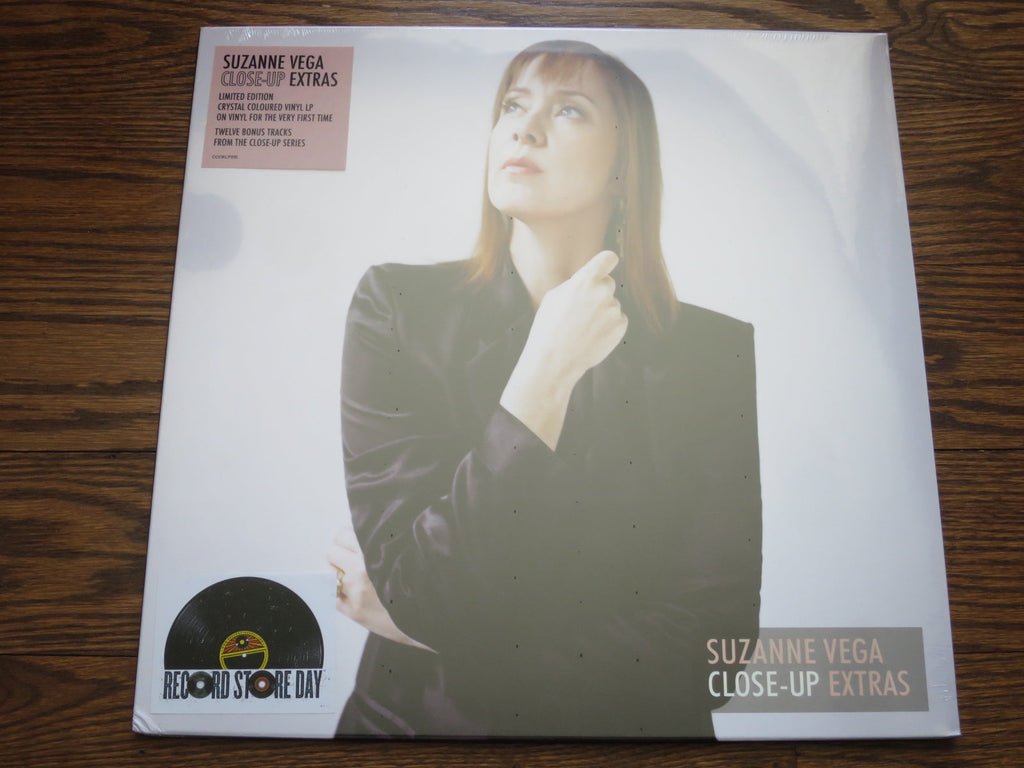 SUZANNE VEGA
CLOSE-UP EXTRAS
LIMITED EDITION
CRYSTAL COLOURED VINYL LP
ON VINYL FOR THE VERY FIRST TIME
TWELVE BONUS TRACKS
FROM THE CLOSE-UP SERIES
RECORD STORE DAY
SUZANNE VEGA
CLOSE-UP EXTRAS